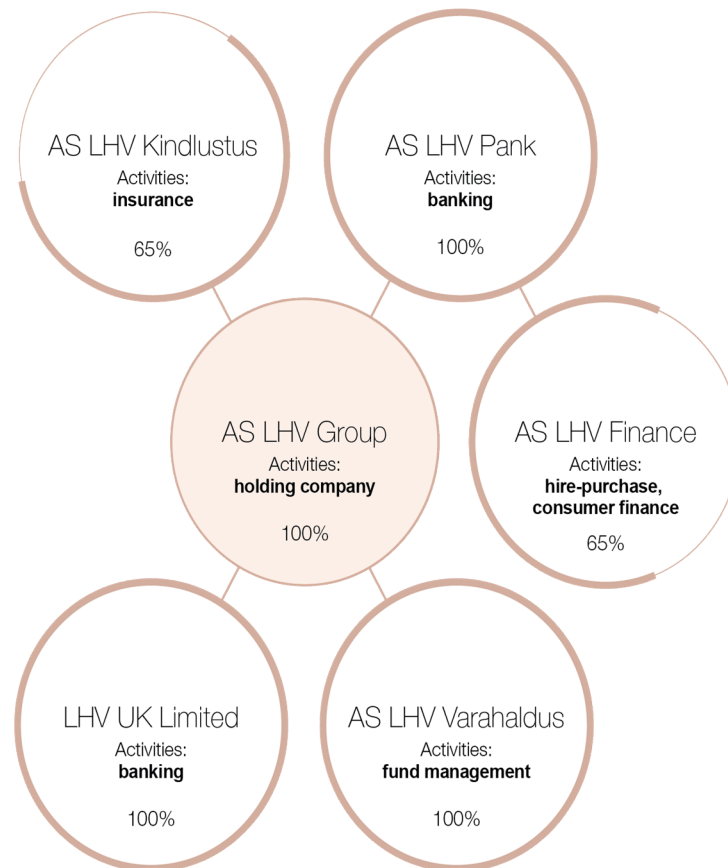 AS LHV Kindlustus
Activities:
insurance
65%
AS LHV Pank
Activities:
banking
100%
AS LHV Group
Activities:
holding company
100%
AS LHV Finance
Activities:
hire-purchase,
consumer finance
65%
LHV UK Limited
Activities:
banking
100%
AS LHV Varahaldus
Activities:
fund management
100%